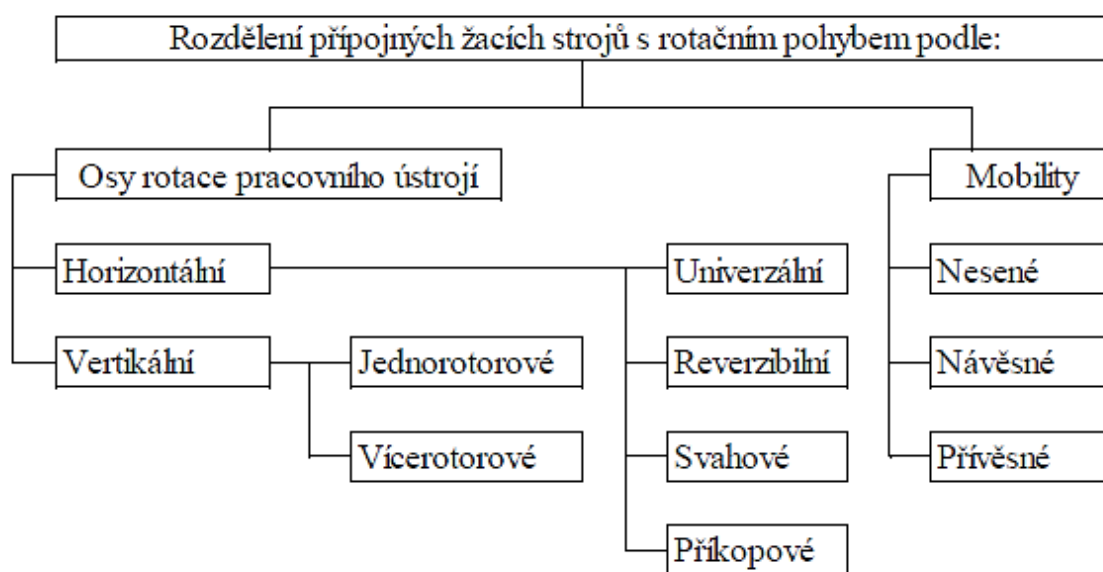 Rozdělení přípojných žacích strojů s rotačním pohybem podle:
Osy rotace pracovního ústrojí
Mobility
Horizontální
Univerzální
Nesené
Vertikální
Jednorotorové
Reverzibilní
Návěsné
Vícerotorové
Svahové
Přívěsné
Příkopové